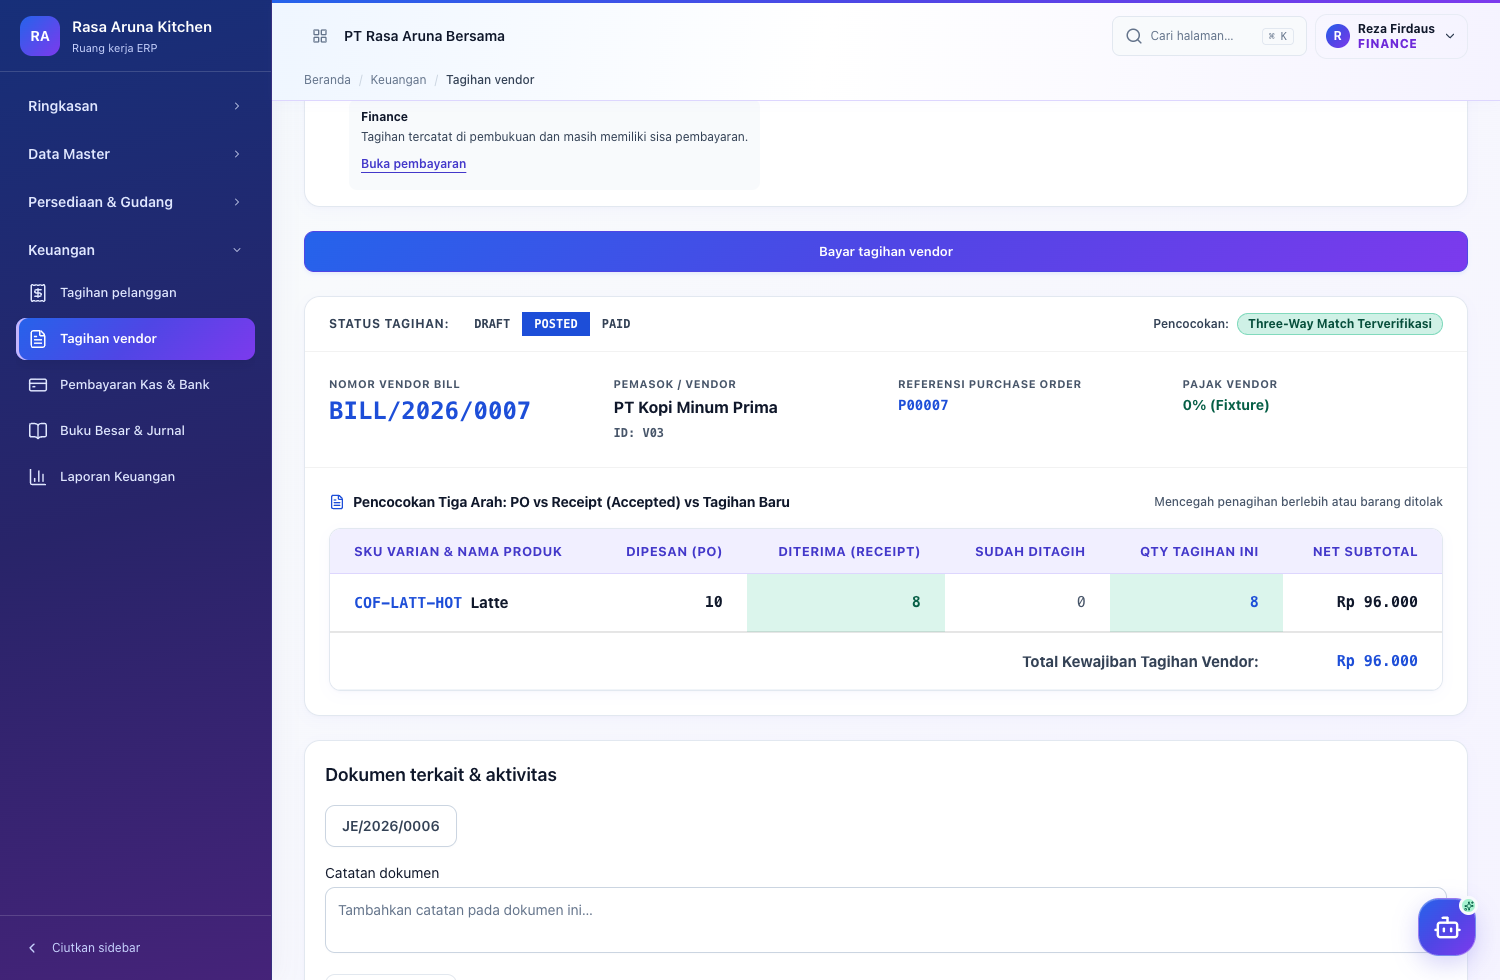 RA
Rasa Aruna Kitchen
Ruang kerja ERP
Ringkasan
Data Master
Persediaan & Gudang
Keuangan
Tagihan pelanggan
Tagihan vendor
Pembayaran Kas & Bank
Buku Besar & Jurnal
Laporan Keuangan
Ciutkan sidebar
PT Rasa Aruna Bersama
Cari halaman...
⌘ K
R
Reza Firdaus
FINANCE
Beranda / Keuangan / Tagihan vendor
Finance
Tagihan tercatat di pembukuan dan masih memiliki sisa pembayaran.
Buka pembayaran
Bayar tagihan vendor
STATUS TAGIHAN: DRAFT POSTED PAID
Pencocokan: Three-Way Match Terverifikasi
NOMOR VENDOR BILL
BILL/2026/0007
PEMASOK / VENDOR
PT Kopi Minum Prima
ID: V03
REFERENSI PURCHASE ORDER
P00007
PAJAK VENDOR
0% (Fixture)
Pencocokan Tiga Arah: PO vs Receipt (Accepted) vs Tagihan Baru
Mencegah penagihan berlebih atau barang ditolak
SKU VARIAN & NAMA PRODUK DIPESAN (PO) DITERIMA (RECEIPT) SUDAH DITAGIH QTY TAGIHAN INI NET SUBTOTAL
COF-LATT-HOT Latte 10 8 0 8 Rp 96.000
Total Kewajiban Tagihan Vendor: Rp 96.000
Dokumen terkait & aktivitas
JE/2026/0006
Catatan dokumen
Tambahkan catatan pada dokumen ini...